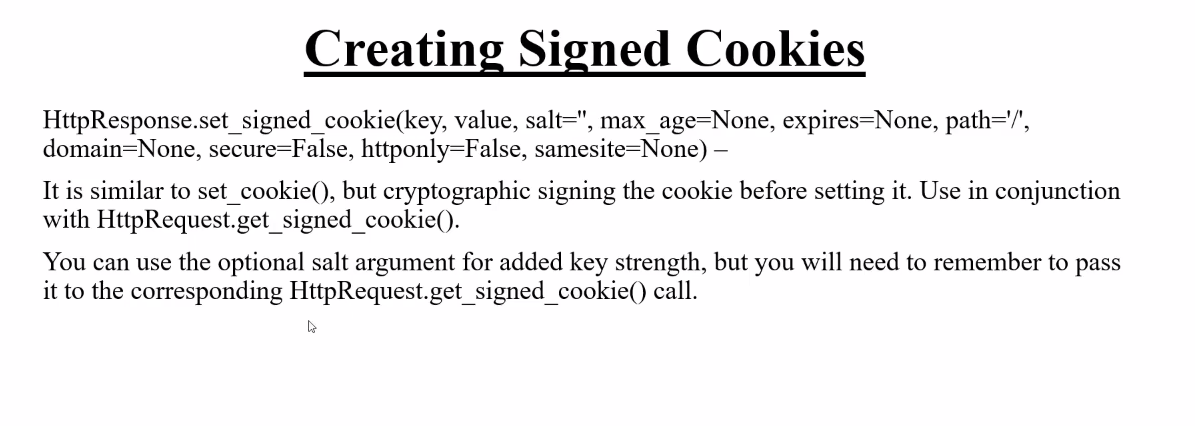 Creating Signed Cookies
HttpResponse.set_signed_cookie(key, value, salt='', max_age=None, expires=None, path='/',
domain=None, secure=False, httponly=False, samesite=None) –
It is similar to set_cookie(), but cryptographic signing the cookie before setting it. Use in conjunction
with HttpRequest.get_signed_cookie().
You can use the optional salt argument for added key strength, but you will need to remember to pass
it to the corresponding HttpRequest.get_signed_cookie() call.